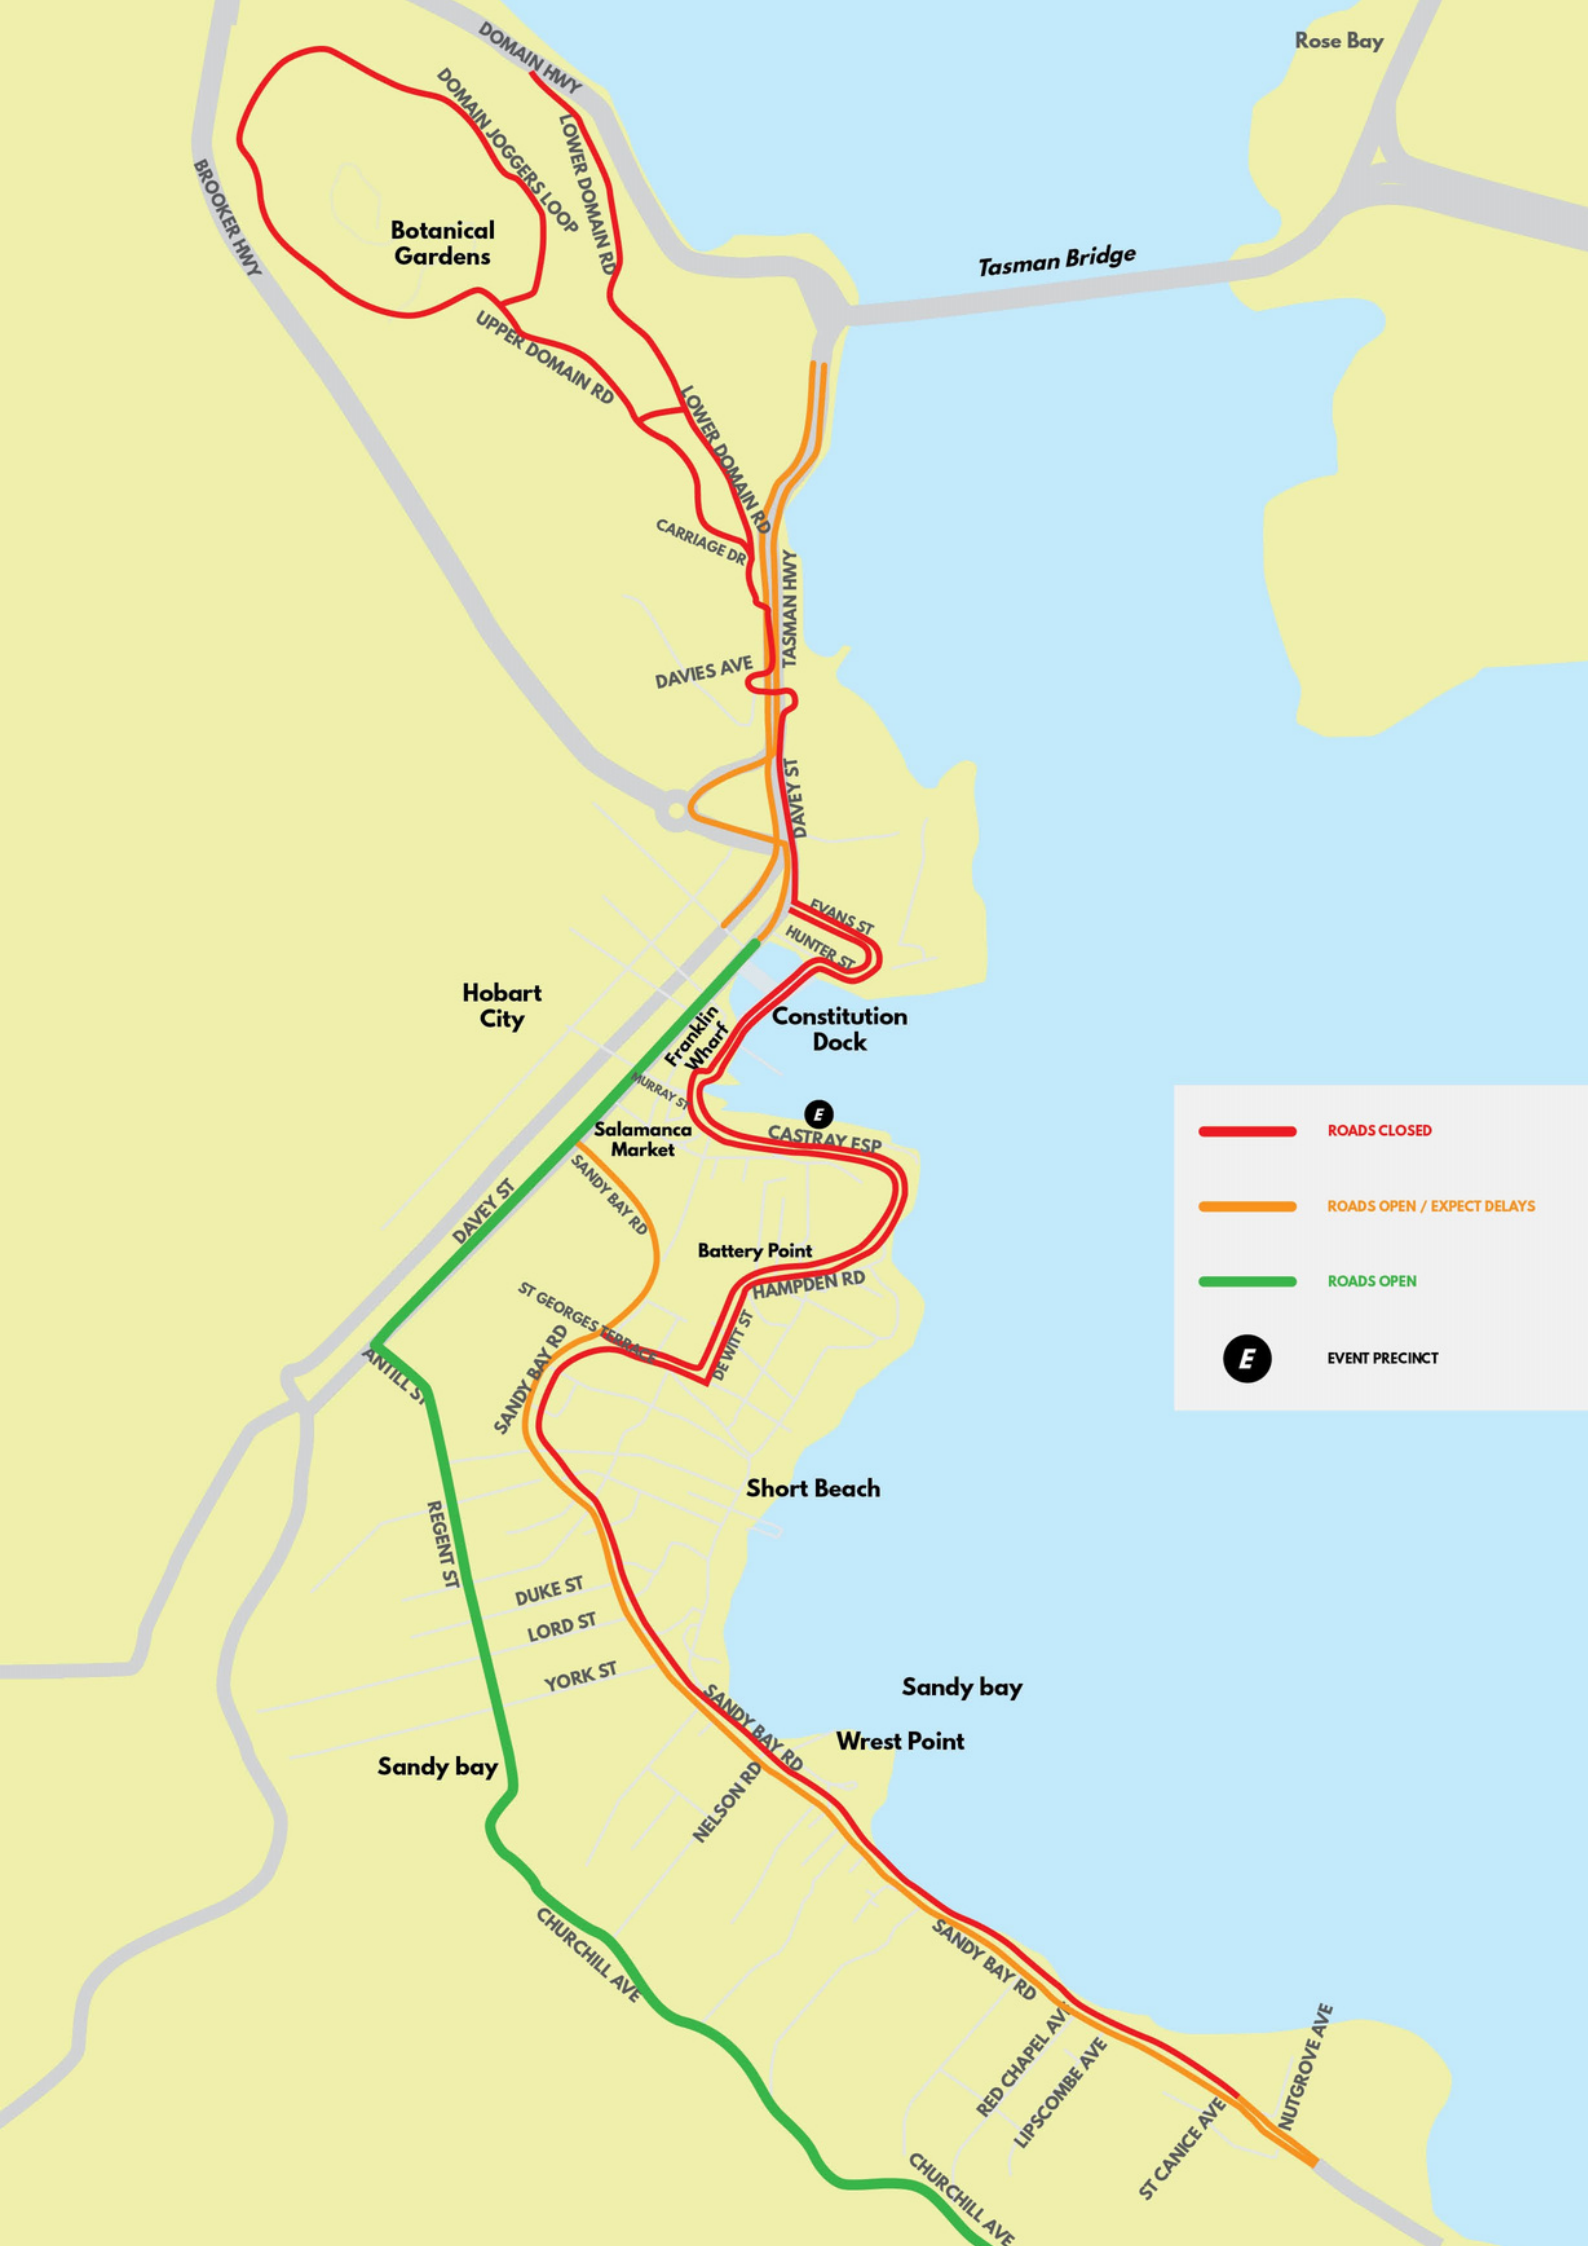 Rose Bay
DOMAIN HWY
DOMAIN JOGGERS LOOP
LOWER DOMAIN RD
BROOKER HWY
Botanical
Gardens
Tasman Bridge
UPPER DOMAIN RD
LOWER DOMAIN RD
CARRIAGE DR
TASMAN HWY
DAVIES AVE
DAVEY ST
EVANS ST
HUNTER ST
Hobart
City
Constitution
Dock
Franklin
Wharf
MURRAY ST
E
CASTRAY ESP
Salamanca
Market
SANDY BAY RD
DAVEY ST
Battery Point
HAMPDEN RD
ST GEORGES TERRACE
DE WITT ST
SANDY BAY RD
ANTILL ST
ROADS CLOSED
ROADS OPEN / EXPECT DELAYS
ROADS OPEN
E
EVENT PRECINCT
Short Beach
REGENT ST
DUKE ST
LORD ST
YORK ST
Sandy bay
SANDY BAY RD
Wrest Point
Sandy bay
NELSON RD
CHURCHILL AVE
SANDY BAY RD
RED CHAPEL AVE
LIPSCOMBE AVE
NUTGROVE AVE
ST CANICE AVE
CHURCHILL AVE